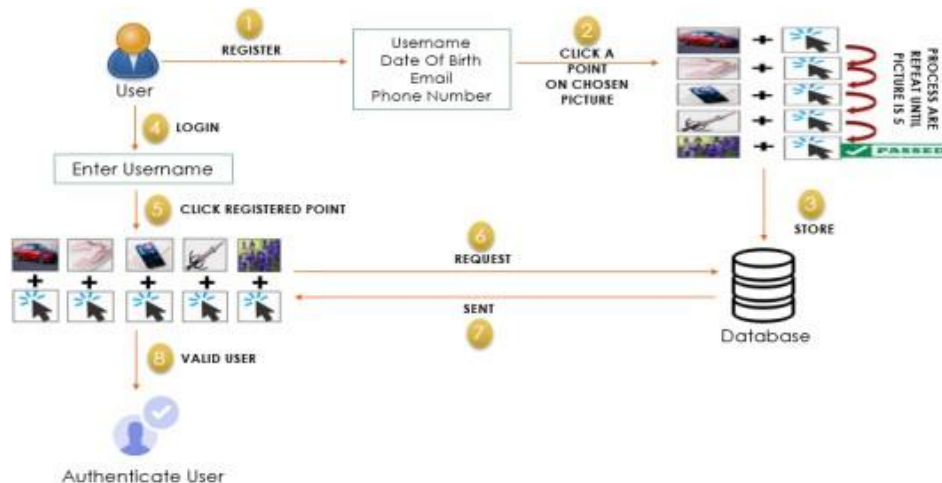 1
REGISTER
User
Username
Date Of Birth
Email
Phone Number
2
CLICK A
POINT
ON CHOSEN
PICTURE
+
+
+
+
+
PROCESS ARE
REPEAT UNTIL
PICTURE IS 5
PASSED
3
STORE
Database
4
LOGIN
Enter Username
5
CLICK REGISTERED POINT
+ + + + +
6
REQUEST
SENT
7
8
VALID USER
Authenticate User